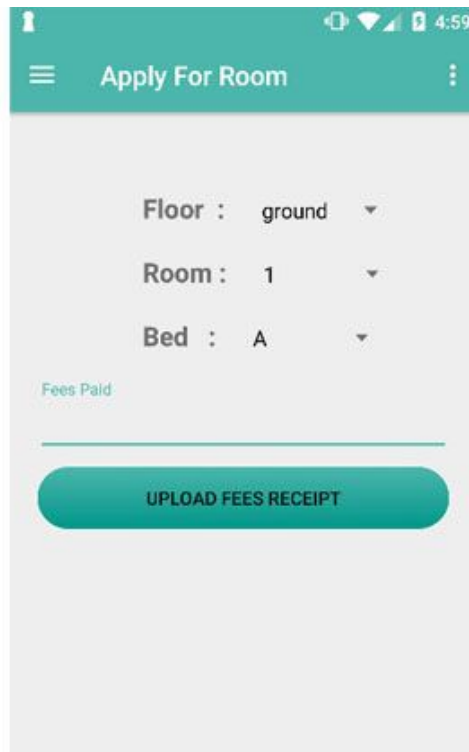 4:59
Apply For Room
Floor : ground
Room : 1
Bed : A
Fees Paid
UPLOAD FEES RECEIPT